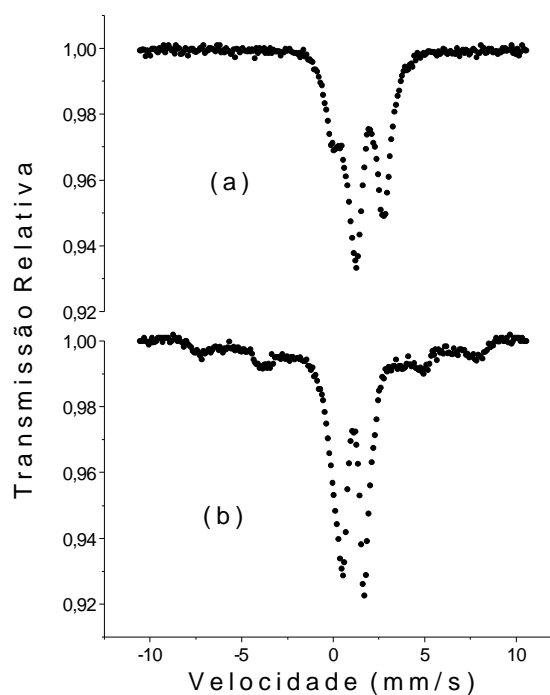 1,00
0,98
0,96
(a)
0,94
0,92
1,00
0,98
0,96
(b)
0,94
0,92
Transmissão Relativa
-10 -5 0 5 10
Velocidade (mm/s)